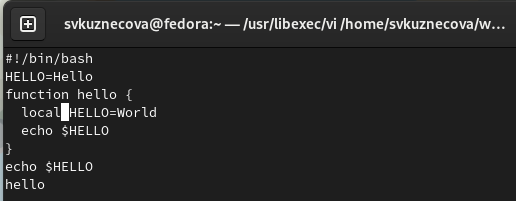 svkuznecova@fedora:~ — /usr/libexec/vi /home/svkuznecova/w...
#!/bin/bash
HELLO=Hello
function hello {
  local HELLO=World
  echo $HELLO
}
echo $HELLO
hello